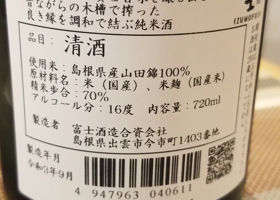 ながらの木槽で搾った
良き縁を調和で結ぶ純米酒
品目：清酒
使用米：島根県産山田錦100%
原材料名：米（国産）、米麹（国産米）
精米歩合：70%
アルコール分：16度 内容量：720ml
製造者：富士酒造合資会社
島根県出雲市今市町1403番地
製造年月
令和3年9月
4 947963 040611